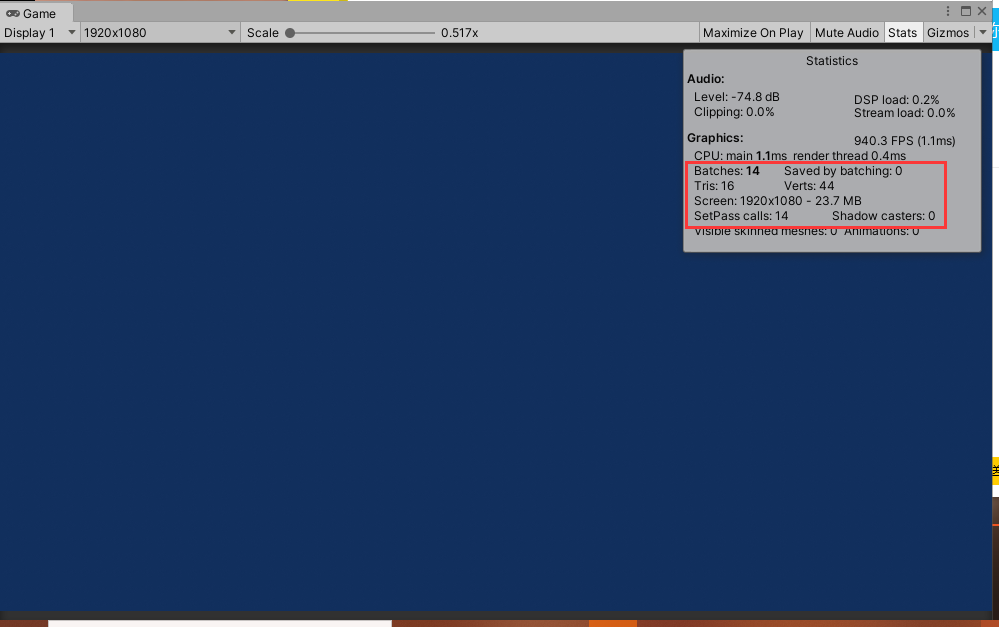 Game
Display 1 1920x1080 Scale 0.517x Maximize On Play Mute Audio Stats Gizmos
Statistics
Audio:
Level: -74.8 dB DSP load: 0.2%
Clipping: 0.0% Stream load: 0.0%
Graphics: 940.3 FPS (1.1ms)
CPU: main 1.1ms render thread 0.4ms
Batches: 14 Saved by batching: 0
Tris: 16 Verts: 44
Screen: 1920x1080 - 23.7 MB
SetPass calls: 14 Shadow casters: 0
Visible skinned meshes: 0 Animations: 0